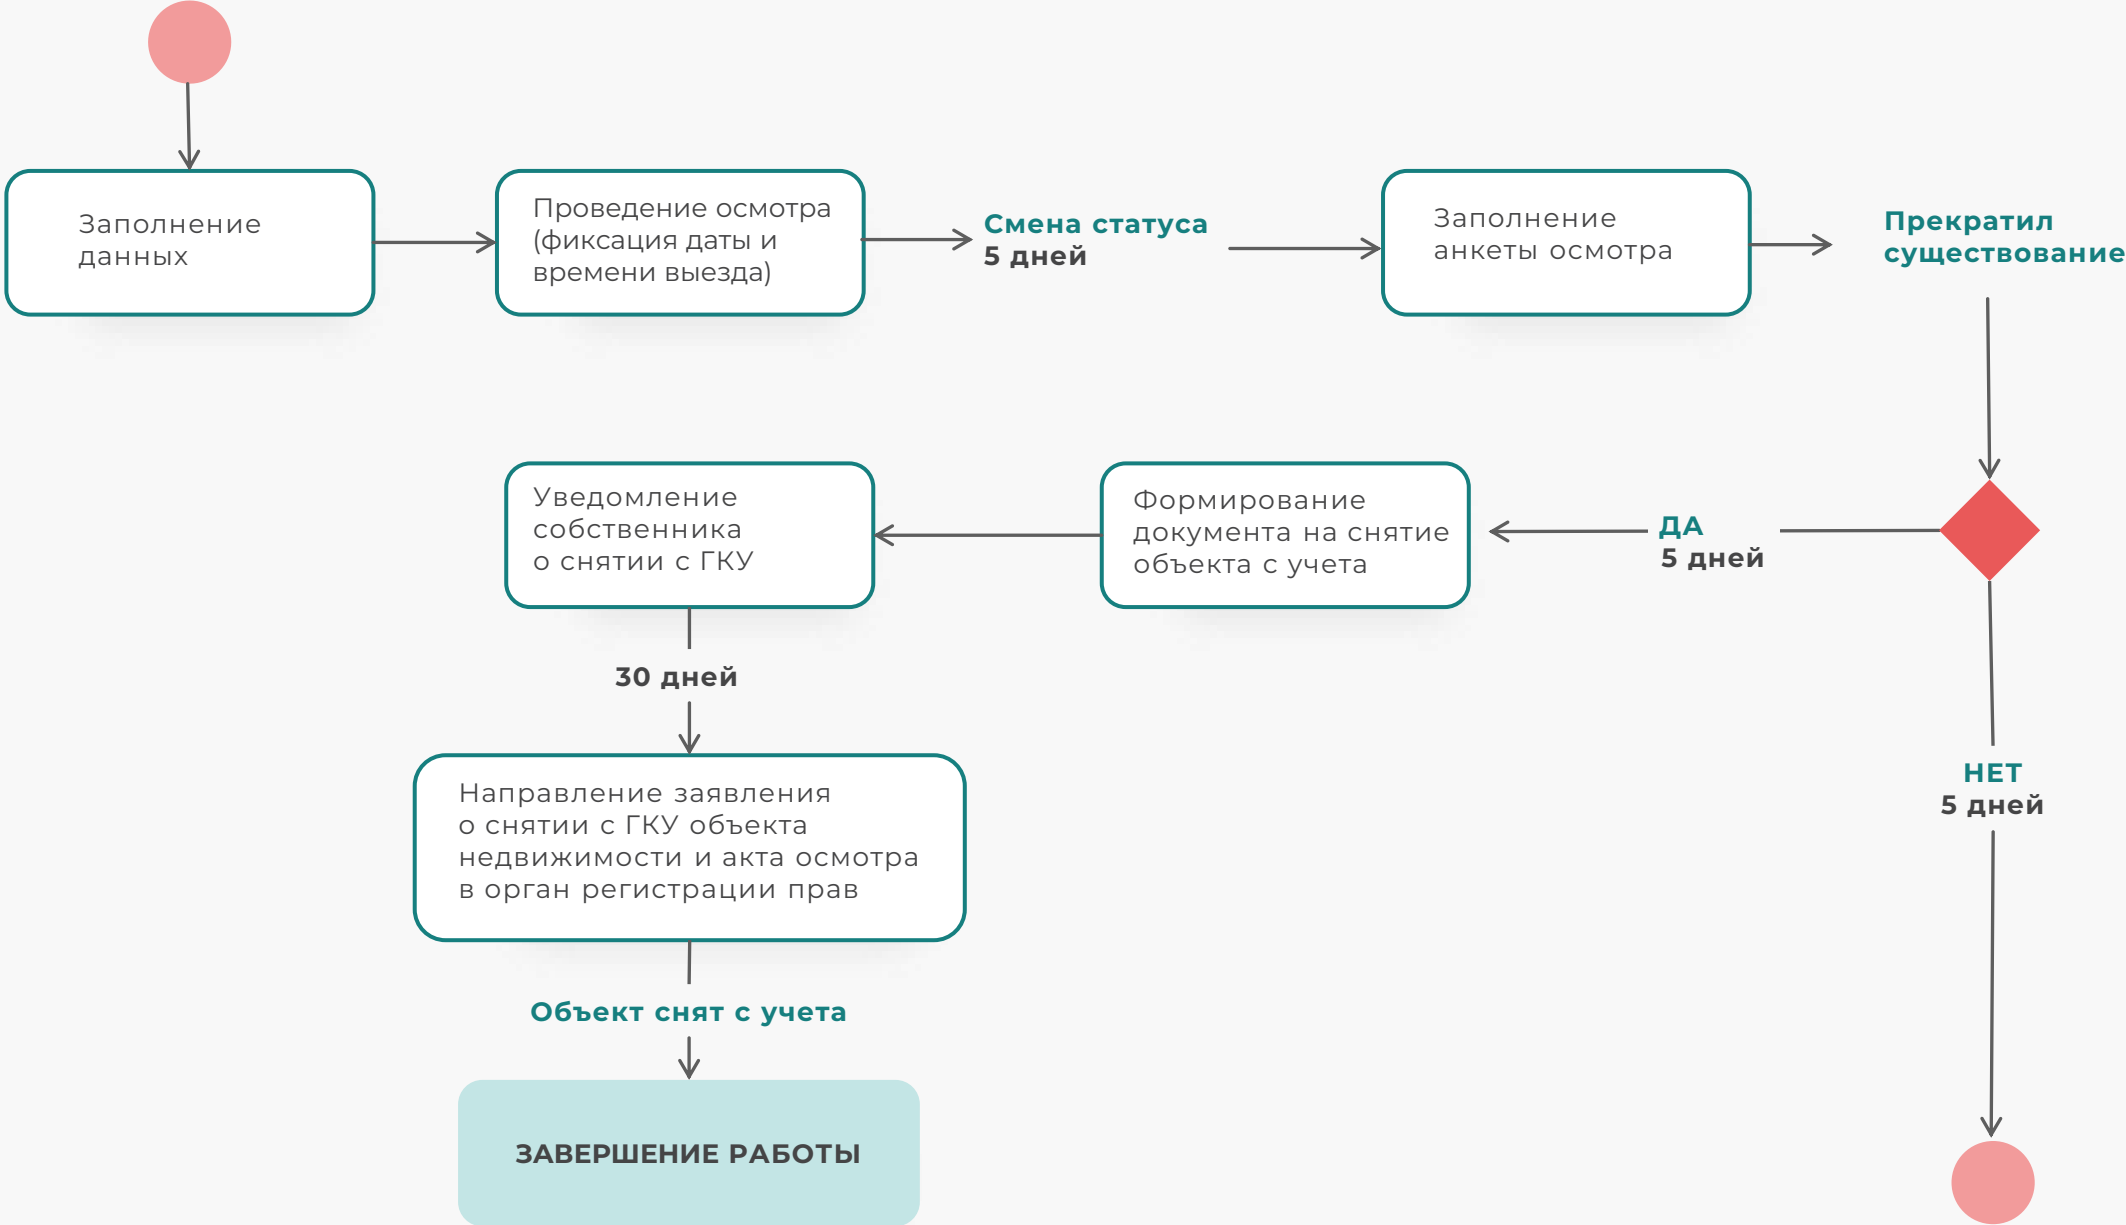 Заполнение
данных
Проведение осмотра
(фиксация даты и
времени выезда)
Смена статуса
5 дней
Заполнение
анкеты осмотра
Прекратил
существование
ДА
5 дней
Формирование
документа на снятие
объекта с учета
Уведомление
собственника
о снятии с ГКУ
30 дней
Направление заявления
о снятии с ГКУ объекта
недвижимости и акта осмотра
в орган регистрации прав
Объект снят с учета
ЗАВЕРШЕНИЕ РАБОТЫ
НЕТ
5 дней